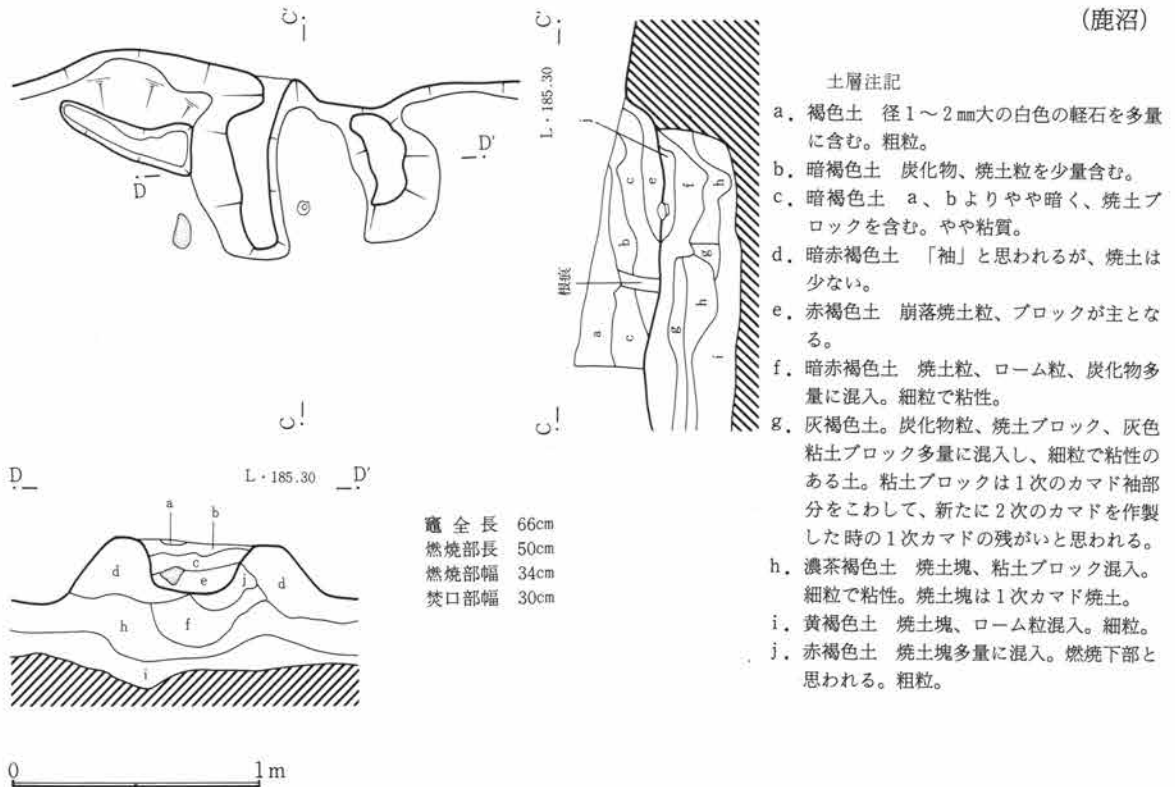 (鹿沼)
土層注記
a．褐色土　径1～2㎜大の白色の軽石を多量
に含む。粗粒。
b．暗褐色土　炭化物、焼土粒を少量含む。
c．暗褐色土　a、bよりやや暗く、焼土ブ
ロックを含む。やや粘質。
d．暗赤褐色土　「袖」と思われるが、焼土は
少ない。
e．赤褐色土　崩落焼土粒、ブロックが主とな
る。
f．暗赤褐色土　焼土粒、ローム粒、炭化物多
量に混入。細粒で粘性。
g．灰褐色土。炭化物粒、焼土ブロック、灰色
粘土ブロック多量に混入し、細粒で粘性の
ある土。粘土ブロックは1次のカマド袖部
分をこわして、新たに2次のカマドを作製
した時の1次カマドの残がいと思われる。
h．濃茶褐色土　焼土塊、粘土ブロック混入。
細粒で粘性。焼土塊は1次カマド焼土。
i．黄褐色土　焼土塊、ローム粒混入。細粒。
j．赤褐色土　焼土塊多量に混入。燃焼下部と
思われる。粗粒。
C'
D
D'
C
C'
L・185.30
j
c
e
f
h
b
g
根痕
h
a
c
g
i
C
D
L・185.30
D'
a
b
c
d
e
j
d
h
f
i
竈全長　66cm
燃焼部長　50cm
燃焼部幅　34cm
焚口部幅　30cm
0
1m